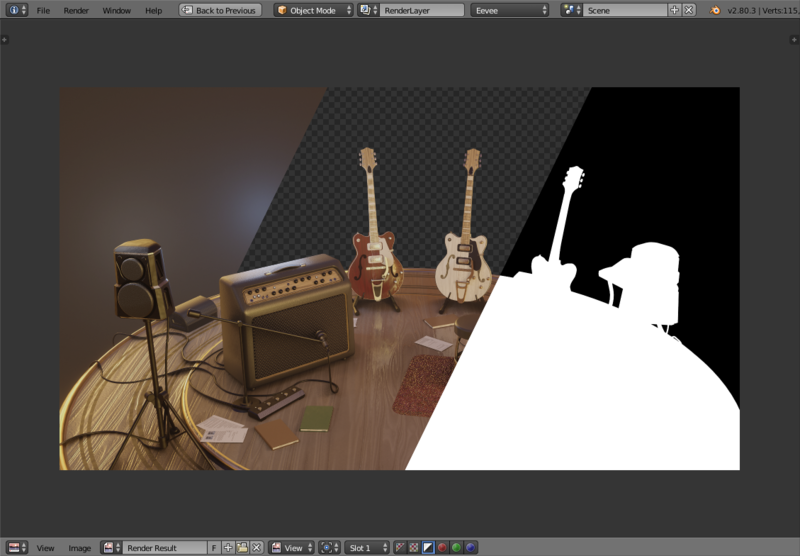 File Render Window Help Back to Previous Object Mode RenderLayer Eevee Scene v2.80.3 | Verts:115,
View Image Render Result F View Slot 1